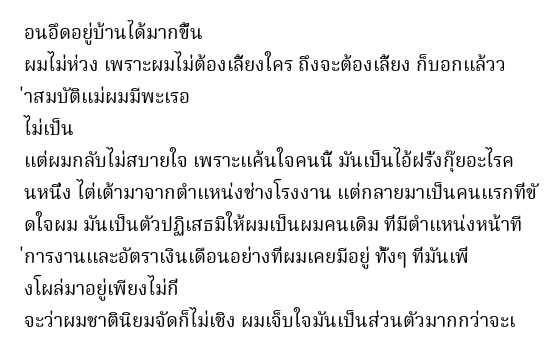 อนอืดอยู่บ้านได้มากขึ้น
ผมไม่ห่วง เพราะผมไม่ต้องเลี้ยงใคร ถึงจะต้องเลี้ยง ก็บอกแล้วว
่าสมบัติแม่ผมมีพะเรอ
ไม่เป็น
แต่ผมกลับไม่สบายใจ เพราะแค้นใจคนนี้ มันเป็นไอ้ฝรั่งกุ๊ยอะไรค
นหนึ่ง ไต่เต้ามาจากตำแหน่งช่างโรงงาน แต่กลายมาเป็นคนแรกที่ขั
ดใจผม มันเป็นตัวปฏิเสธมิให้ผมเป็นผมคนเดิม ที่มีตำแหน่งหน้าที
่การงานและอัตราเงินเดือนอย่างที่ผมเคยมีอยู่ ทั้งๆ ที่มันเพิ
่งโผล่มาอยู่เพียงไม่กี่
จะว่าผมชาตินิยมจัดก็ไม่เชิง ผมเจ็บใจมันเป็นส่วนตัวมากกว่าจะเ